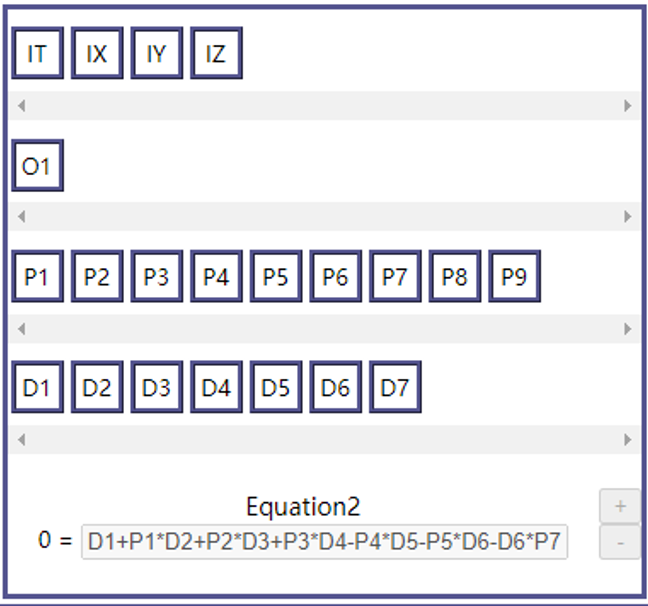 IT IX IY IZ
O1
P1 P2 P3 P4 P5 P6 P7 P8 P9
D1 D2 D3 D4 D5 D6 D7
Equation2
+
0 = D1+P1*D2+P2*D3+P3*D4-P4*D5-P5*D6-D6*P7
-